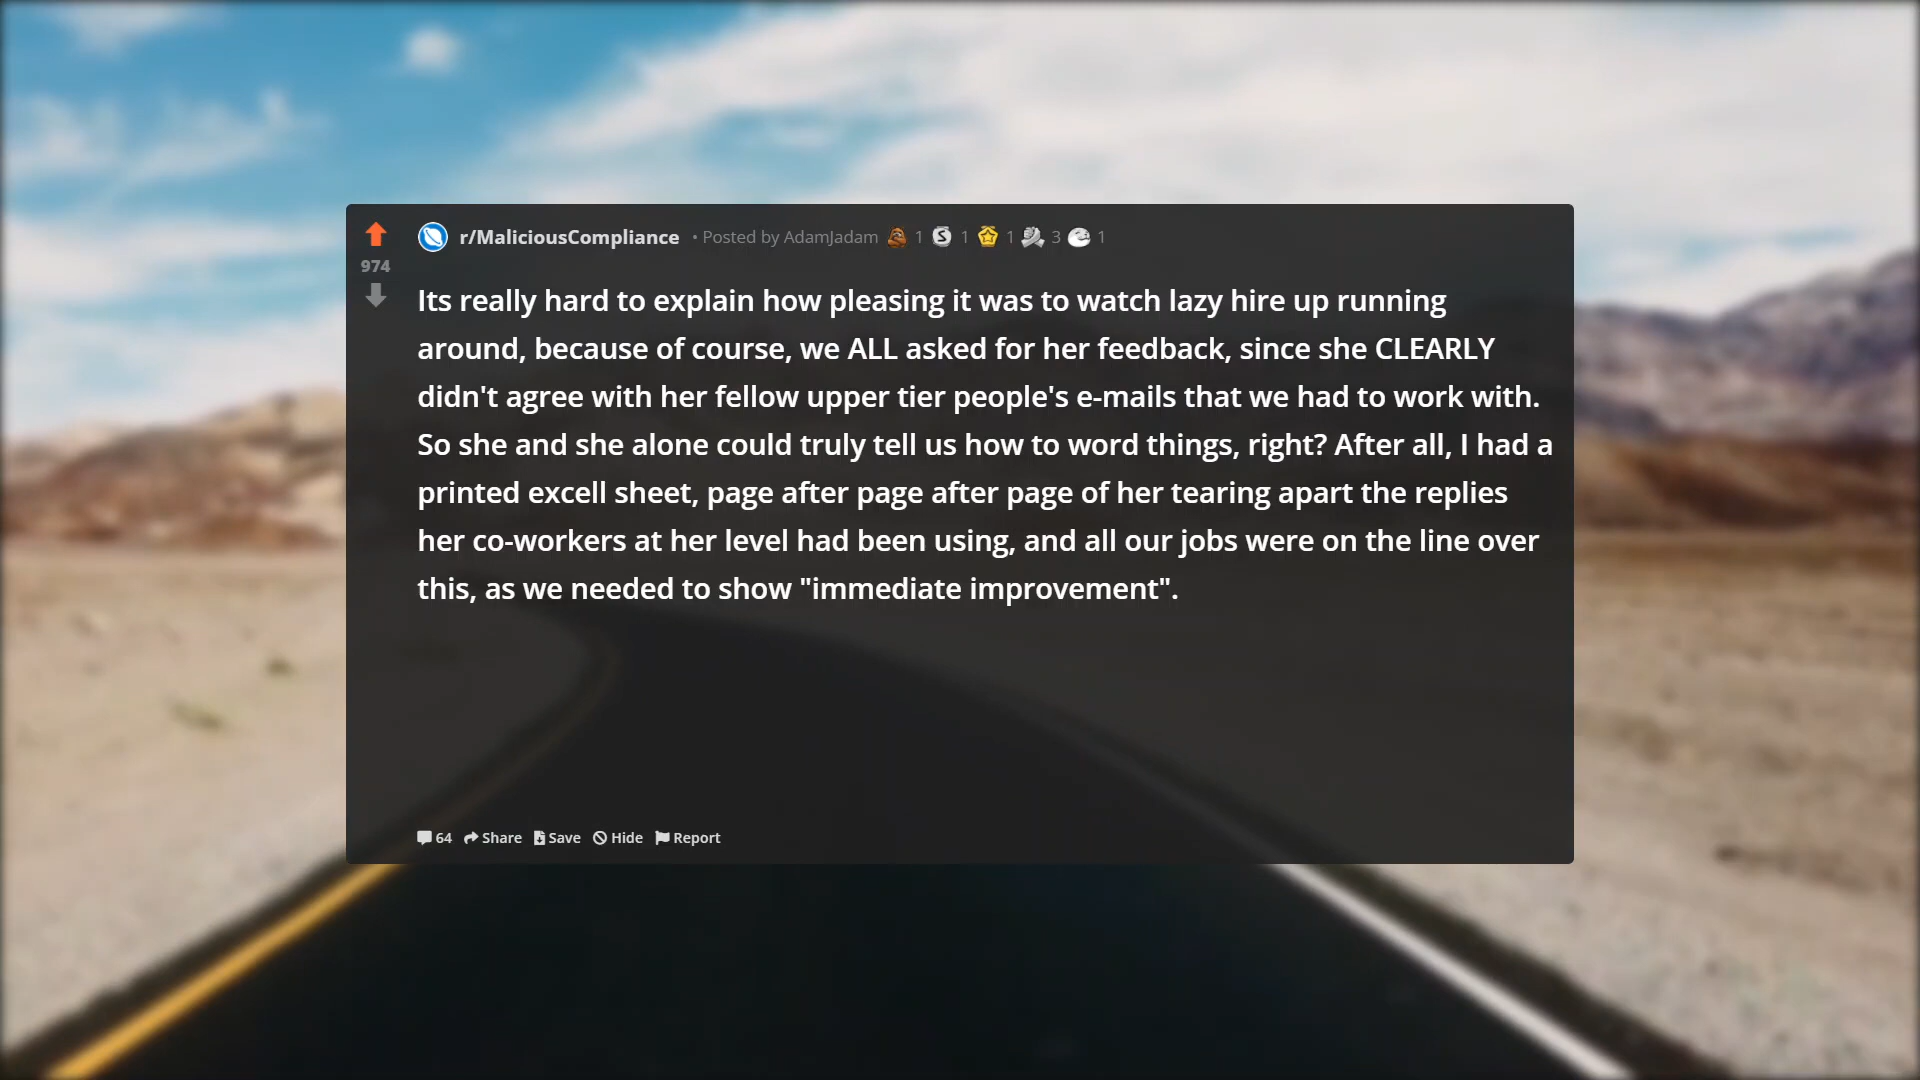 r/MaliciousCompliance • Posted by AdamJadam 1 1 1 3 1
974
Its really hard to explain how pleasing it was to watch lazy hire up running
around, because of course, we ALL asked for her feedback, since she CLEARLY
didn't agree with her fellow upper tier people's e-mails that we had to work with.
So she and she alone could truly tell us how to word things, right? After all, I had a
printed excell sheet, page after page after page of her tearing apart the replies
her co-workers at her level had been using, and all our jobs were on the line over
this, as we needed to show "immediate improvement".
64 Share Save Hide Report